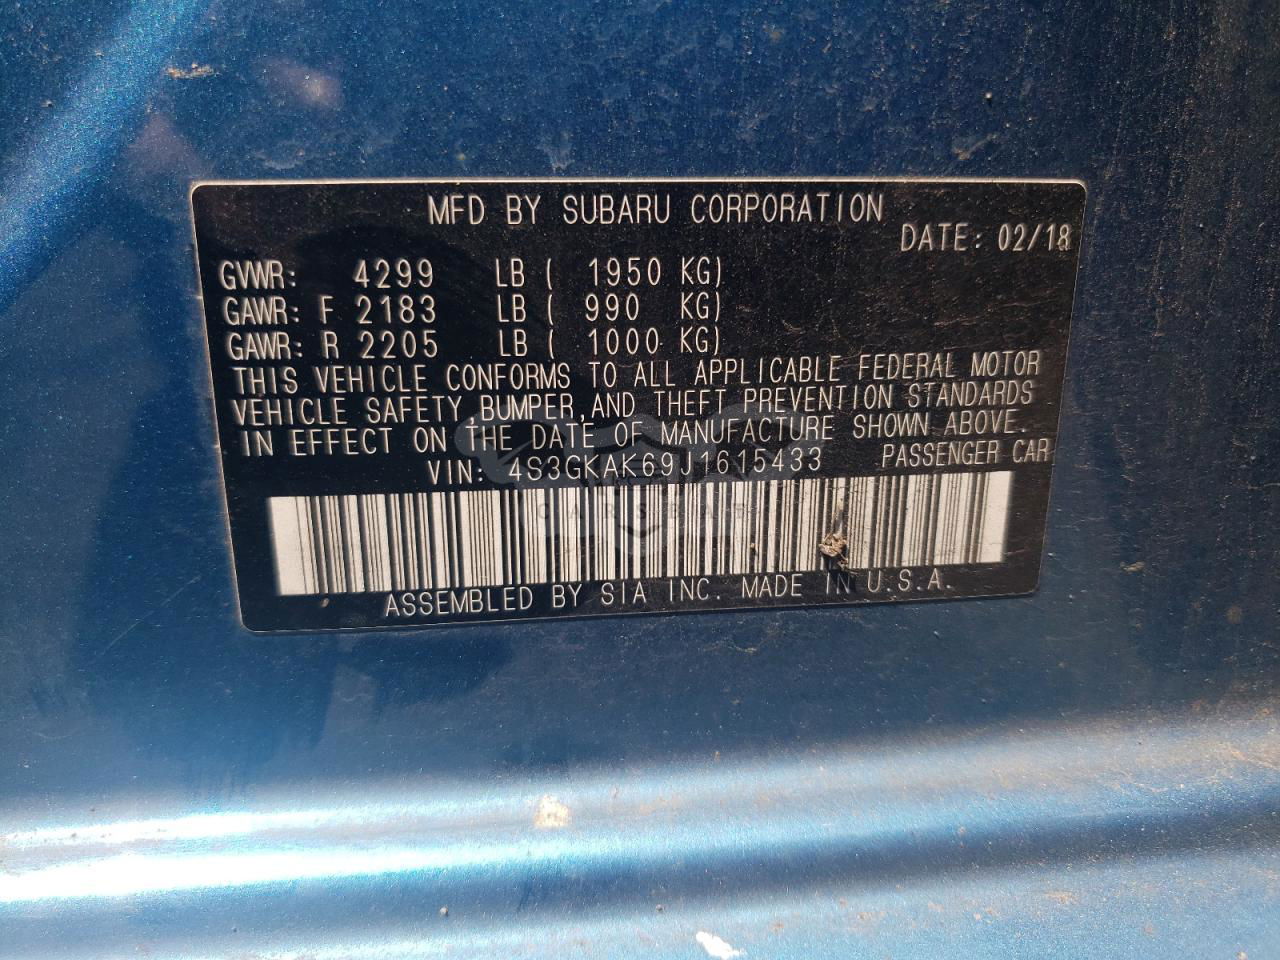 MFD BY SUBARU CORPORATION
DATE: 02/18
GVWR: 4299 LB ( 1950 KG)
GAWR: F 2183 LB ( 990 KG)
GAWR: R 2205 LB ( 1000 KG)
THIS VEHICLE CONFORMS TO ALL APPLICABLE FEDERAL MOTOR
VEHICLE SAFETY BUMPER, AND THEFT PREVENTION STANDARDS
IN EFFECT ON THE DATE OF MANUFACTURE SHOWN ABOVE.
VIN: 4S3GKAK69J1615433 PASSENGER CAR
CARSBAR
ASSEMBLED BY SIA INC. MADE IN U.S.A.